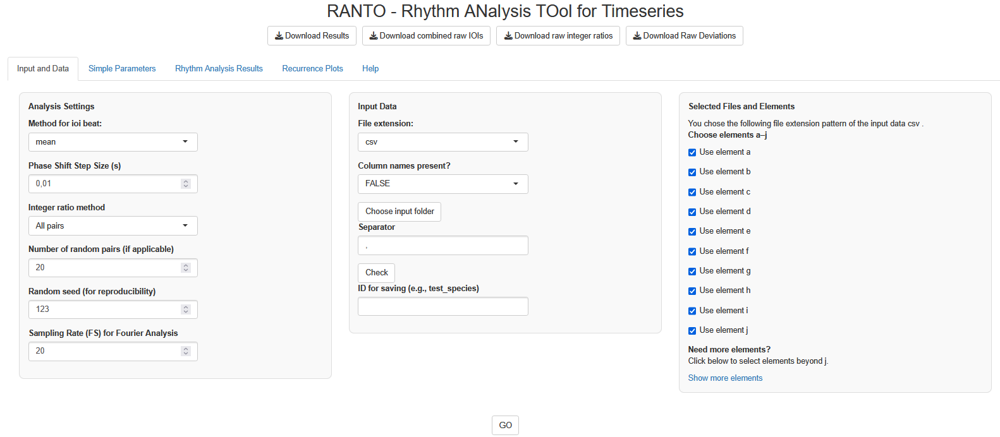 RANTO - Rhythm ANalysis TOol for Timeseries
Download Results
Download combined raw IOIs
Download raw integer ratios
Download Raw Deviations
Input and Data
Simple Parameters
Rhythm Analysis Results
Recurrence Plots
Help
Analysis Settings
Method for ioi beat:
mean
Phase Shift Step Size (s)
0,01
Integer ratio method
All pairs
Number of random pairs (if applicable)
20
Random seed (for reproducibility)
123
Sampling Rate (FS) for Fourier Analysis
20
Input Data
File extension:
csv
Column names present?
FALSE
Choose input folder
Separator
,
Check
ID for saving (e.g., test_species)
Selected Files and Elements
You chose the following file extension pattern of the input data csv .
Choose elements a–j
Use element a
Use element b
Use element c
Use element d
Use element e
Use element f
Use element g
Use element h
Use element i
Use element j
Need more elements?
Click below to select elements beyond j.
Show more elements
GO